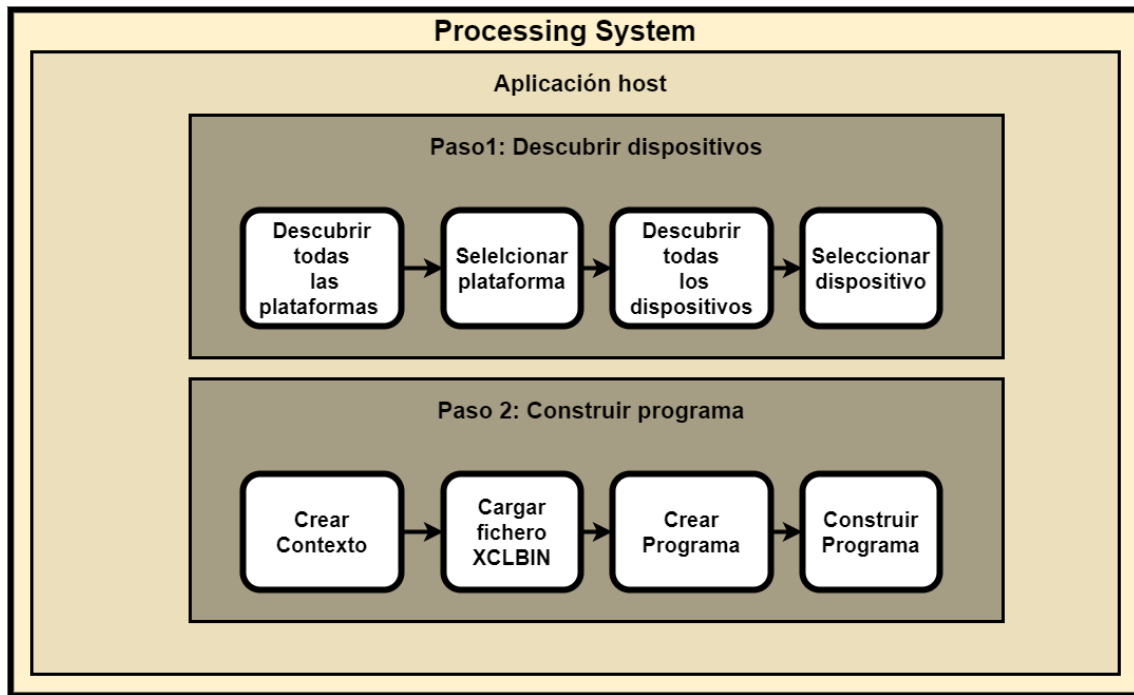 Processing System
Aplicación host
Paso1: Descubrir dispositivos
Descubrir
todas
las
plataformas
Selelcionar
plataforma
Descubrir
todas
los
dispositivos
Seleccionar
dispositivo
Paso 2: Construir programa
Crear
Contexto
Cargar
fichero
XCLBIN
Crear
Programa
Construir
Programa